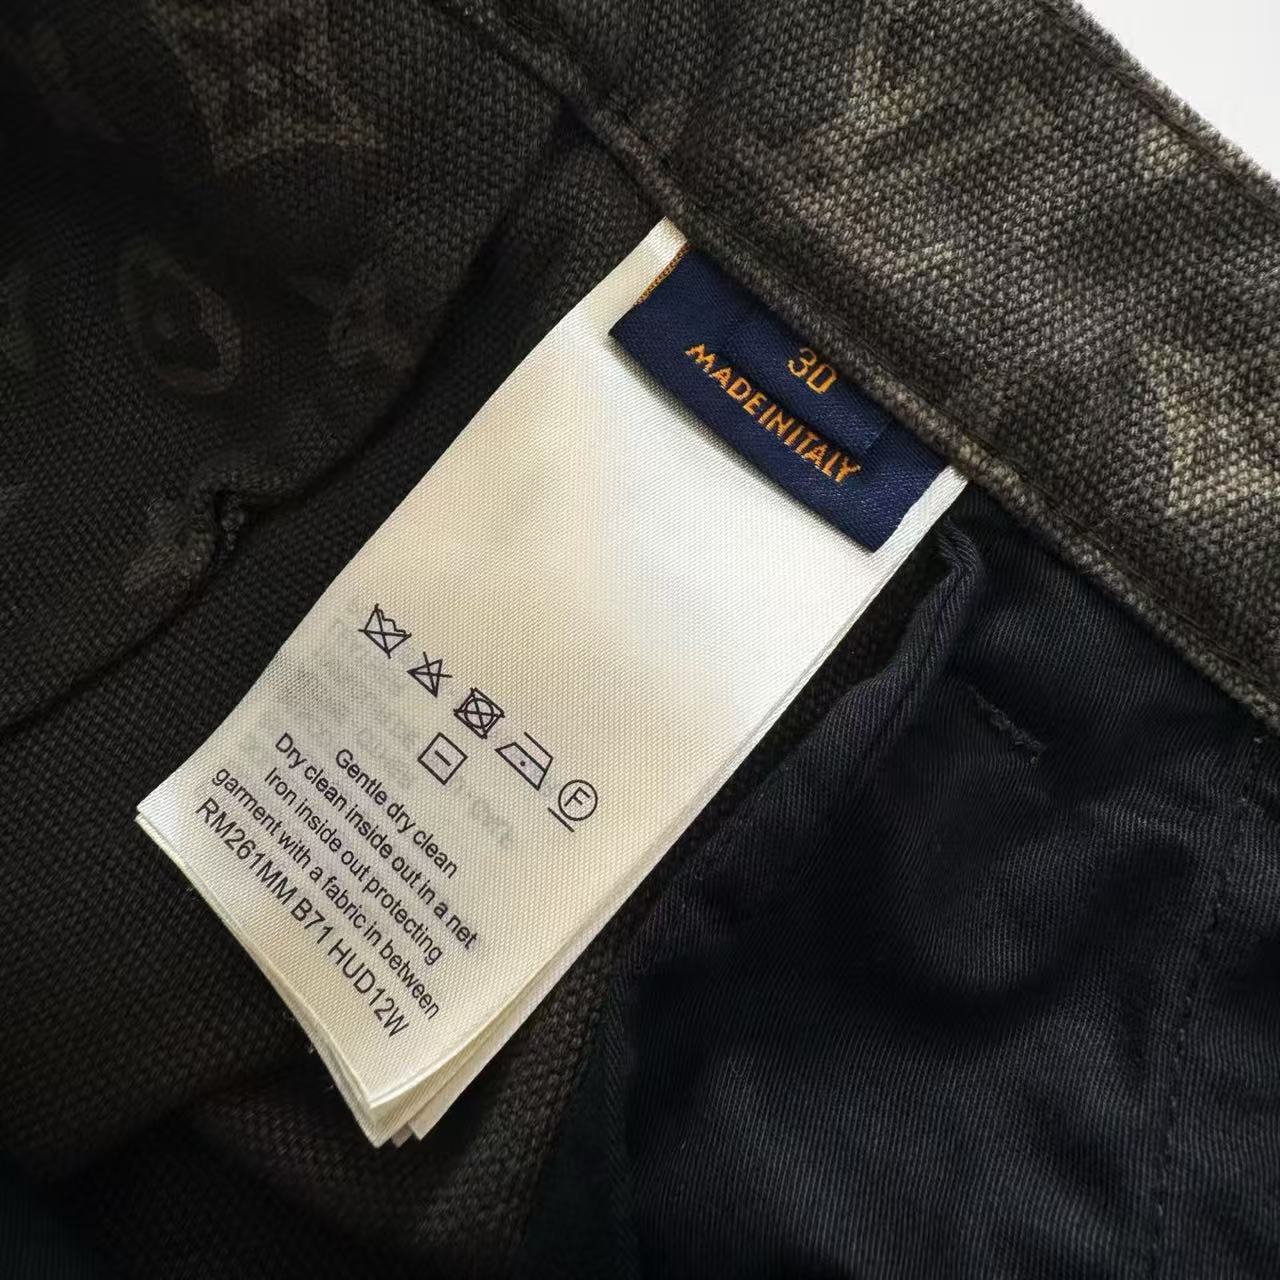 30
MADEINITALY
F
Gentle dry clean
Dry clean inside out in a net
Iron inside out protecting
garment with a fabric in between
RM261MM B71 HUD12W